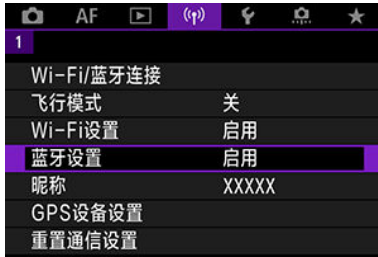 AF
1
Wi-Fi/蓝牙连接
飞行模式 关
Wi-Fi设置 启用
蓝牙设置 启用
昵称 XXXXX
GPS设备设置
重置通信设置